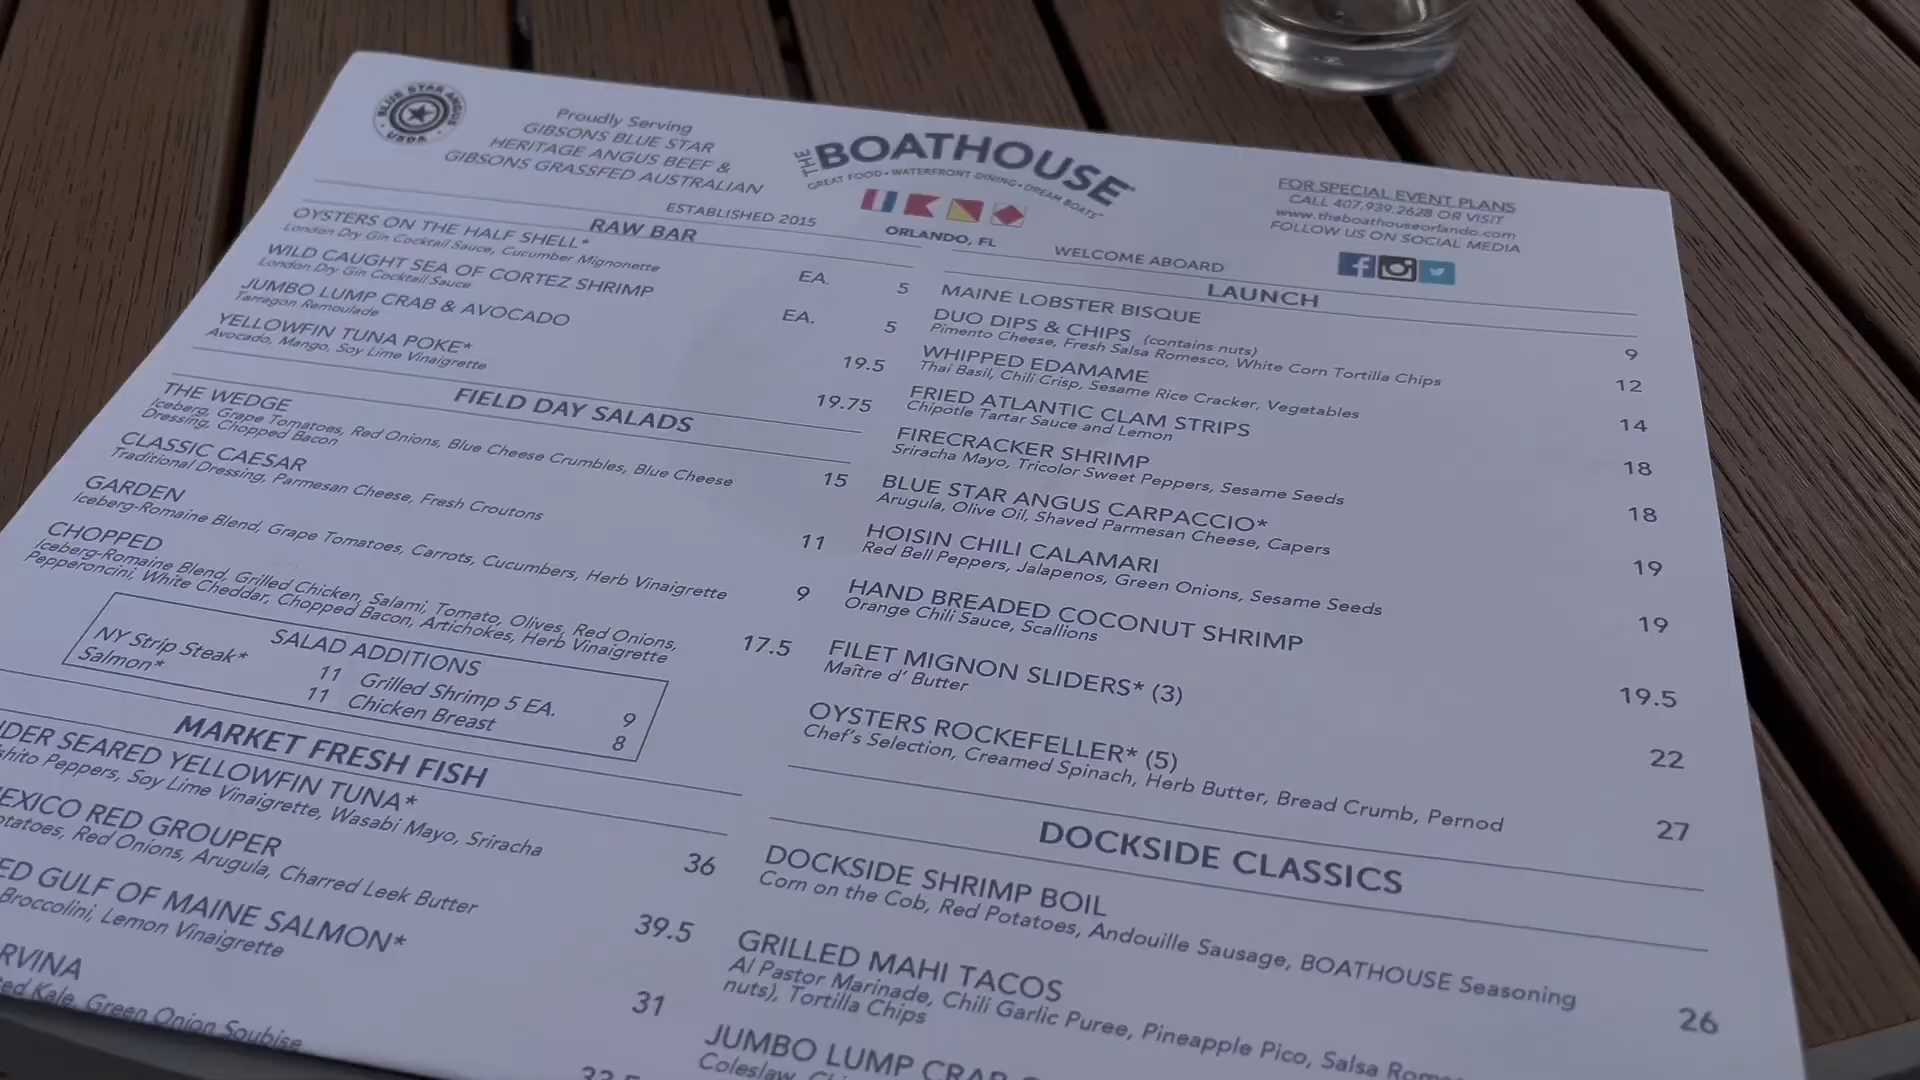 BLUE STAR ANGUS
USDA
Proudly Serving
GIBSONS BLUE STAR
HERITAGE ANGUS BEEF &
GIBSONS GRASSFED AUSTRALIAN
THE BOATHOUSE
GREAT FOOD • WATERFRONT DINING • DREAM BOATS™
ESTABLISHED 2015
ORLANDO, FL
WELCOME ABOARD
FOR SPECIAL EVENT PLANS
CALL 407.939.2628 OR VISIT
www.theboathouseorlando.com
FOLLOW US ON SOCIAL MEDIA
RAW BAR
OYSTERS ON THE HALF SHELL* EA. 5
London Dry Gin Cocktail Sauce, Cucumber Mignonette
WILD CAUGHT SEA OF CORTEZ SHRIMP EA. 5
London Dry Gin Cocktail Sauce
JUMBO LUMP CRAB & AVOCADO 19.5
Tarragon Remoulade
YELLOWFIN TUNA POKE* 19.75
Avocado, Mango, Soy Lime Vinaigrette
FIELD DAY SALADS
THE WEDGE 15
Iceberg, Grape Tomatoes, Red Onions, Blue Cheese Crumbles, Blue Cheese
Dressing, Chopped Bacon
CLASSIC CAESAR 11
Traditional Dressing, Parmesan Cheese, Fresh Croutons
GARDEN 9
Iceberg-Romaine Blend, Grape Tomatoes, Carrots, Cucumbers, Herb Vinaigrette
CHOPPED 17.5
Iceberg-Romaine Blend, Grilled Chicken, Salami, Tomato, Olives, Red Onions,
Pepperoncini, White Cheddar, Chopped Bacon, Artichokes, Herb Vinaigrette
SALAD ADDITIONS
NY Strip Steak* 11 Grilled Shrimp 5 EA. 9
Salmon* 11 Chicken Breast 8
MARKET FRESH FISH
SEARED YELLOWFIN TUNA* 36
Peppers, Soy Lime Vinaigrette, Wasabi Mayo, Sriracha
RED GROUPER 39.5
Red Onions, Arugula, Charred Leek Butter
GULF OF MAINE SALMON* 31
Broccolini, Lemon Vinaigrette
Kale, Green Onion Soubise
LAUNCH
MAINE LOBSTER BISQUE 9
DUO DIPS & CHIPS (contains nuts) 12
Pimento Cheese, Fresh Salsa Romesco, White Corn Tortilla Chips
WHIPPED EDAMAME 14
Thai Basil, Chili Crisp, Sesame Rice Cracker, Vegetables
FRIED ATLANTIC CLAM STRIPS 18
Chipotle Tartar Sauce and Lemon
FIRECRACKER SHRIMP 18
Sriracha Mayo, Tricolor Sweet Peppers, Sesame Seeds
BLUE STAR ANGUS CARPACCIO* 19
Arugula, Olive Oil, Shaved Parmesan Cheese, Capers
HOISIN CHILI CALAMARI 19
Red Bell Peppers, Jalapenos, Green Onions, Sesame Seeds
HAND BREADED COCONUT SHRIMP 19.5
Orange Chili Sauce, Scallions
FILET MIGNON SLIDERS* (3) 22
Maître d' Butter
OYSTERS ROCKEFELLER* (5) 27
Chef's Selection, Creamed Spinach, Herb Butter, Bread Crumb, Pernod
DOCKSIDE CLASSICS
DOCKSIDE SHRIMP BOIL 26
Corn on the Cob, Red Potatoes, Andouille Sausage, BOATHOUSE Seasoning
GRILLED MAHI TACOS
Al Pastor Marinade, Chili Garlic Puree, Pineapple Pico, Salsa
nuts), Tortilla Chips
JUMBO LUMP CRAB
Coleslaw,